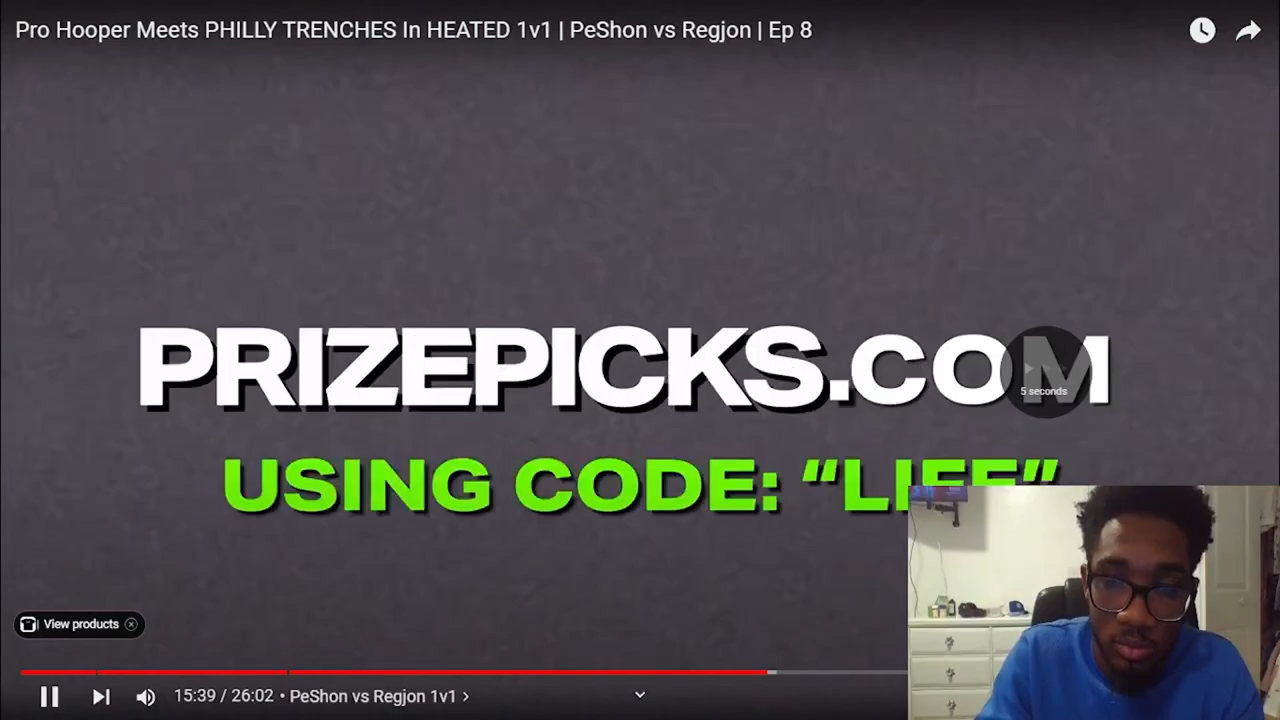 Pro Hooper Meets PHILLY TRENCHES In HEATED 1v1 | PeShon vs Regjon | Ep 8
PRIZEPICKS.COM
5 seconds
USING CODE: “LIFE”
View products
15:39 / 26:02 • PeShon vs Regjon 1v1 >